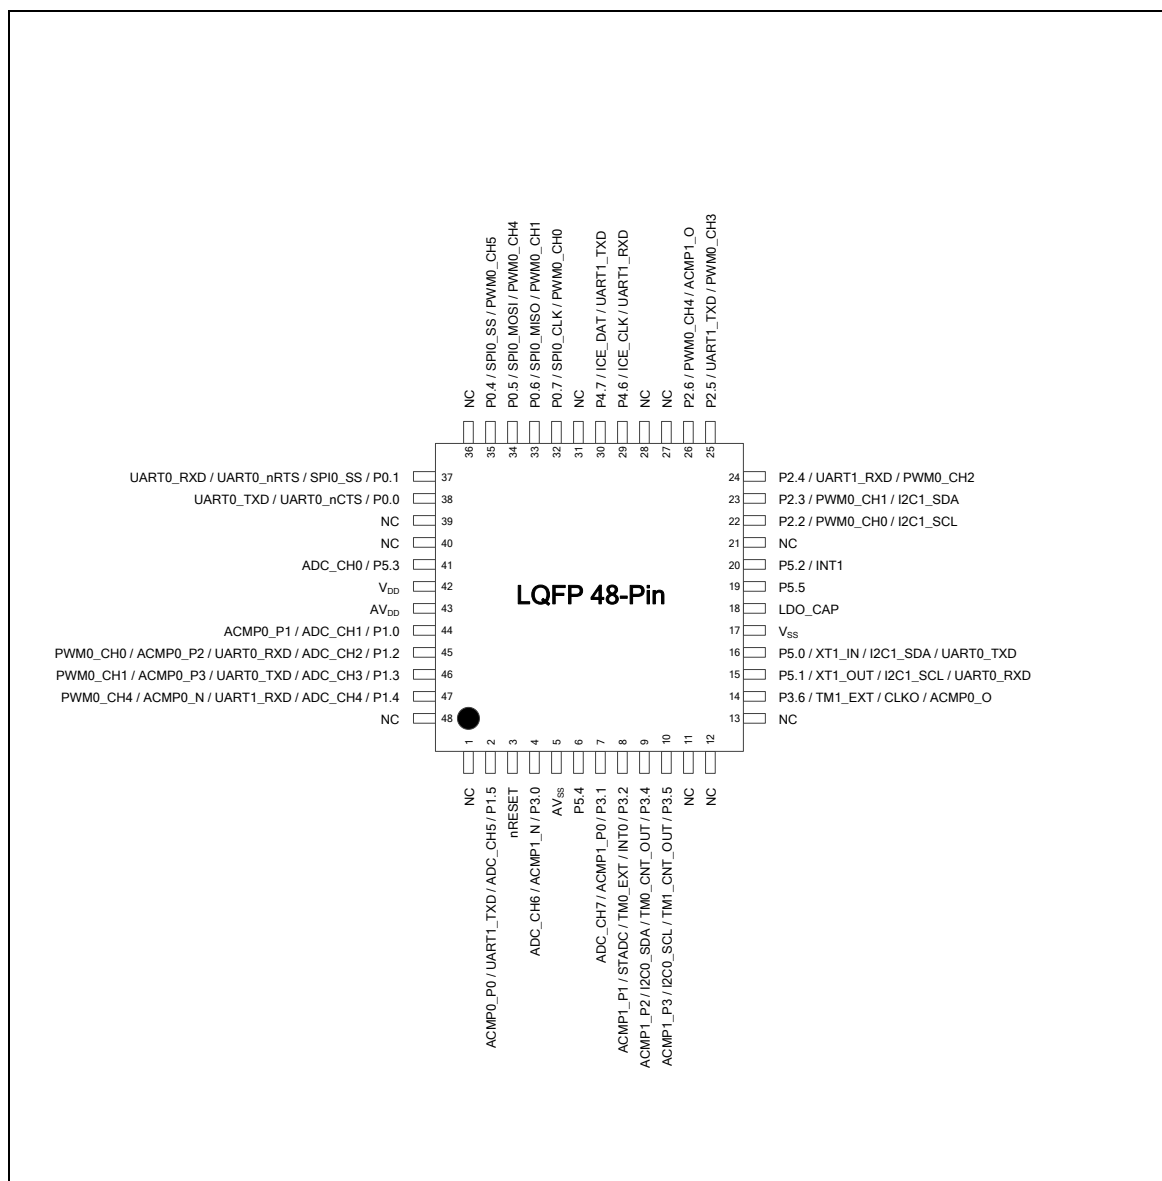 P0.4 / SPI0_SS / PWM0_CH5
P0.5 / SPI0_MOSI / PWM0_CH4
P0.6 / SPI0_MISO / PWM0_CH1
P0.7 / SPI0_CLK / PWM0_CH0
P4.7 / ICE_DAT / UART1_TXD
P4.6 / ICE_CLK / UART1_RXD
P2.6 / PWM0_CH4 / ACMP1_O
P2.5 / UART1_TXD / PWM0_CH3
NC
NC
NC
NC
36
35
34
33
32
31
30
29
28
27
26
25
UART0_RXD / UART0_nRTS / SPI0_SS / P0.1
37
24
P2.4 / UART1_RXD / PWM0_CH2
UART0_TXD / UART0_nCTS / P0.0
38
23
P2.3 / PWM0_CH1 / I2C1_SDA
NC
39
22
P2.2 / PWM0_CH0 / I2C1_SCL
NC
40
21
NC
ADC_CH0 / P5.3
41
20
P5.2 / INT1
VDD
42
19
P5.5
LQFP 48-Pin
AVDD
43
18
LDO_CAP
ACMP0_P1 / ADC_CH1 / P1.0
44
17
VSS
PWM0_CH0 / ACMP0_P2 / UART0_RXD / ADC_CH2 / P1.2
45
16
P5.0 / XT1_IN / I2C1_SDA / UART0_TXD
PWM0_CH1 / ACMP0_P3 / UART0_TXD / ADC_CH3 / P1.3
46
15
P5.1 / XT1_OUT / I2C1_SCL / UART0_RXD
PWM0_CH4 / ACMP0_N / UART1_RXD / ADC_CH4 / P1.4
47
14
P3.6 / TM1_EXT / CLKO / ACMP0_O
NC
48
13
NC
1
2
3
4
5
6
7
8
9
10
11
12
NC
ACMP0_P0 / UART1_TXD / ADC_CH5 / P1.5
nRESET
ADC_CH6 / ACMP1_N / P3.0
AVSS
P5.4
ADC_CH7 / ACMP1_P0 / P3.1
ACMP1_P1 / STADC / TM0_EXT / INT0 / P3.2
ACMP1_P2 / I2C0_SDA / TM0_CNT_OUT / P3.4
ACMP1_P3 / I2C0_SCL / TM1_CNT_OUT / P3.5
NC
NC